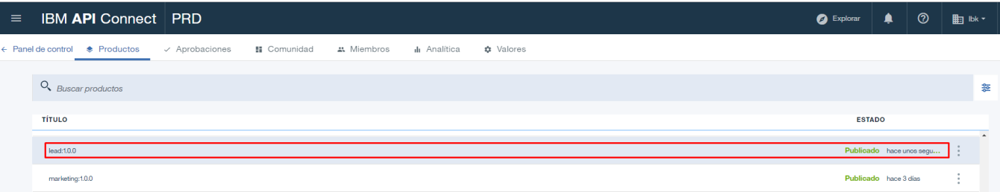 IBM API Connect PRD Explorar Ibk
Panel de control Productos Aprobaciones Comunidad Miembros Analítica Valores
Buscar productos
TÍTULO ESTADO
lead:1.0.0 Publicado hace unos segu...
marketing:1.0.0 Publicado hace 3 días